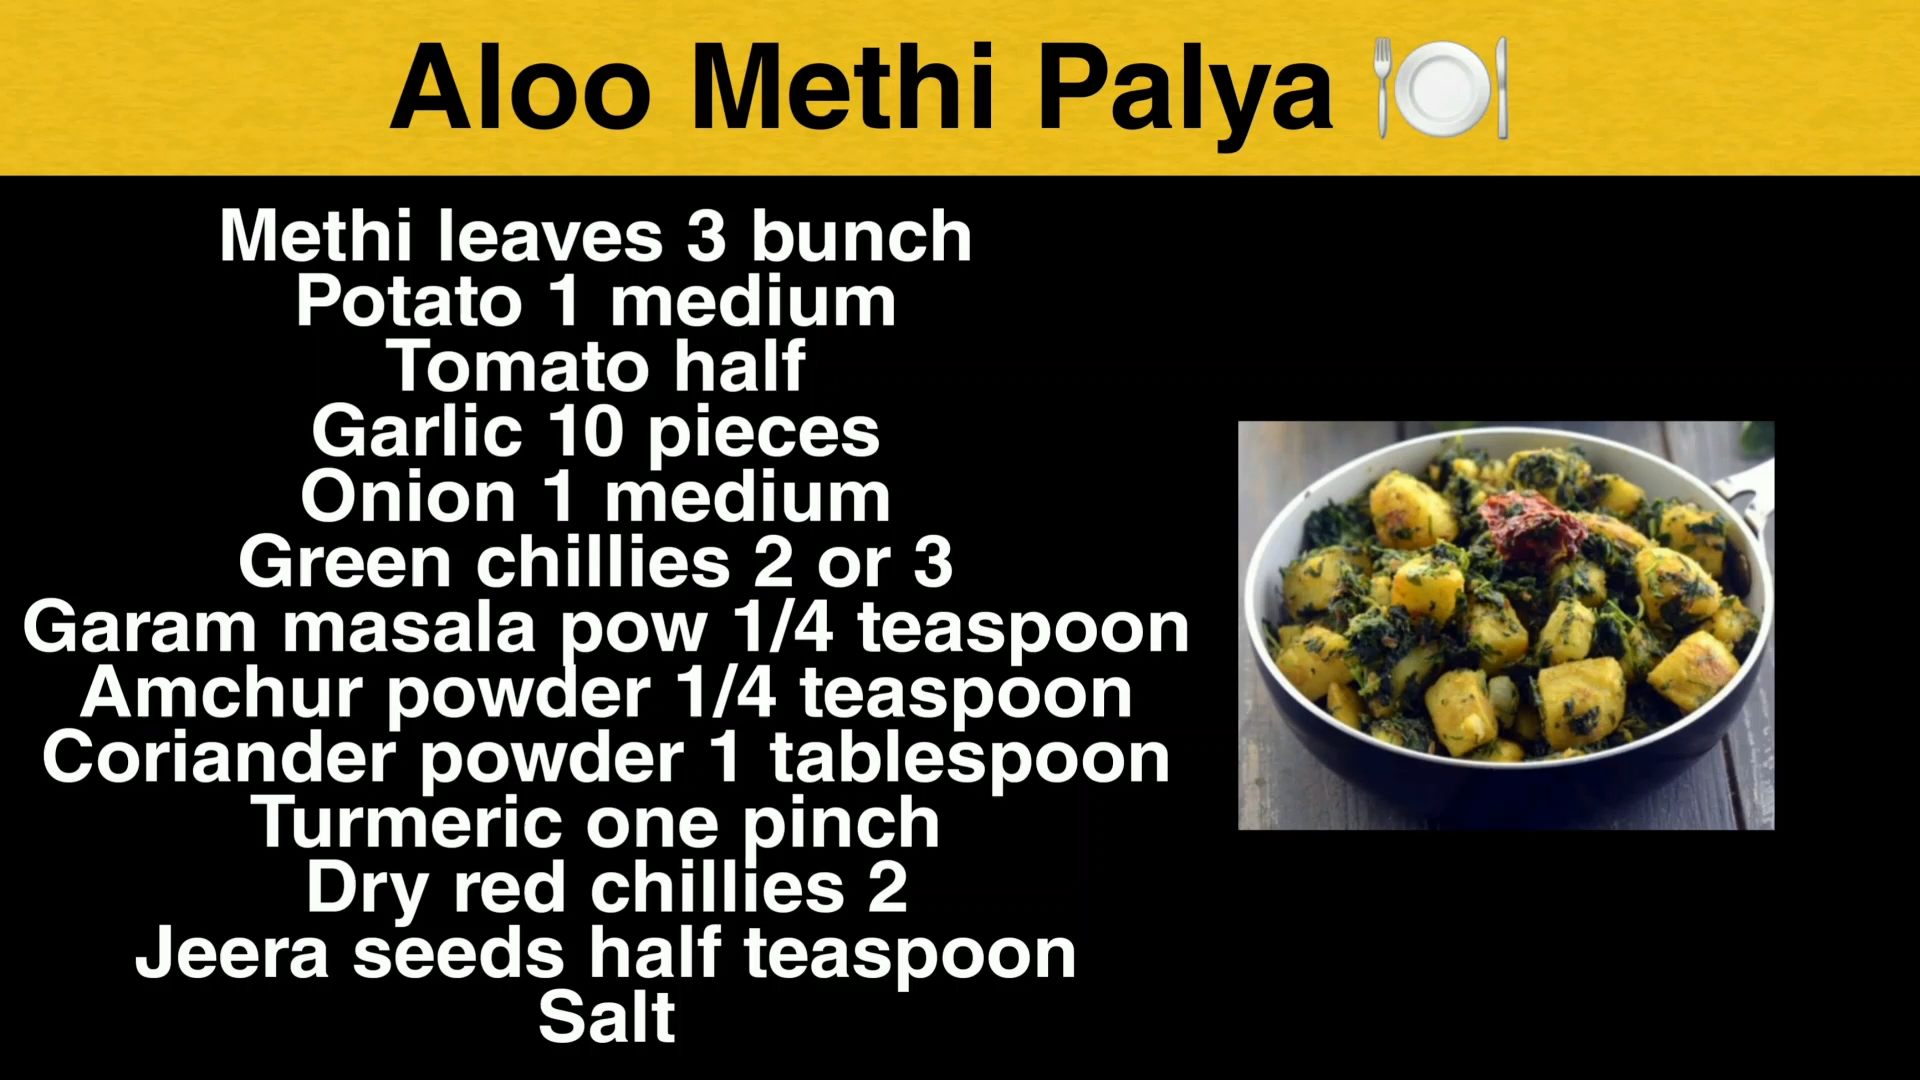 Aloo Methi Palya 🍽️
Methi leaves 3 bunch
Potato 1 medium
Tomato half
Garlic 10 pieces
Onion 1 medium
Green chillies 2 or 3
Garam masala pow 1/4 teaspoon
Amchur powder 1/4 teaspoon
Coriander powder 1 tablespoon
Turmeric one pinch
Dry red chillies 2
Jeera seeds half teaspoon
Salt